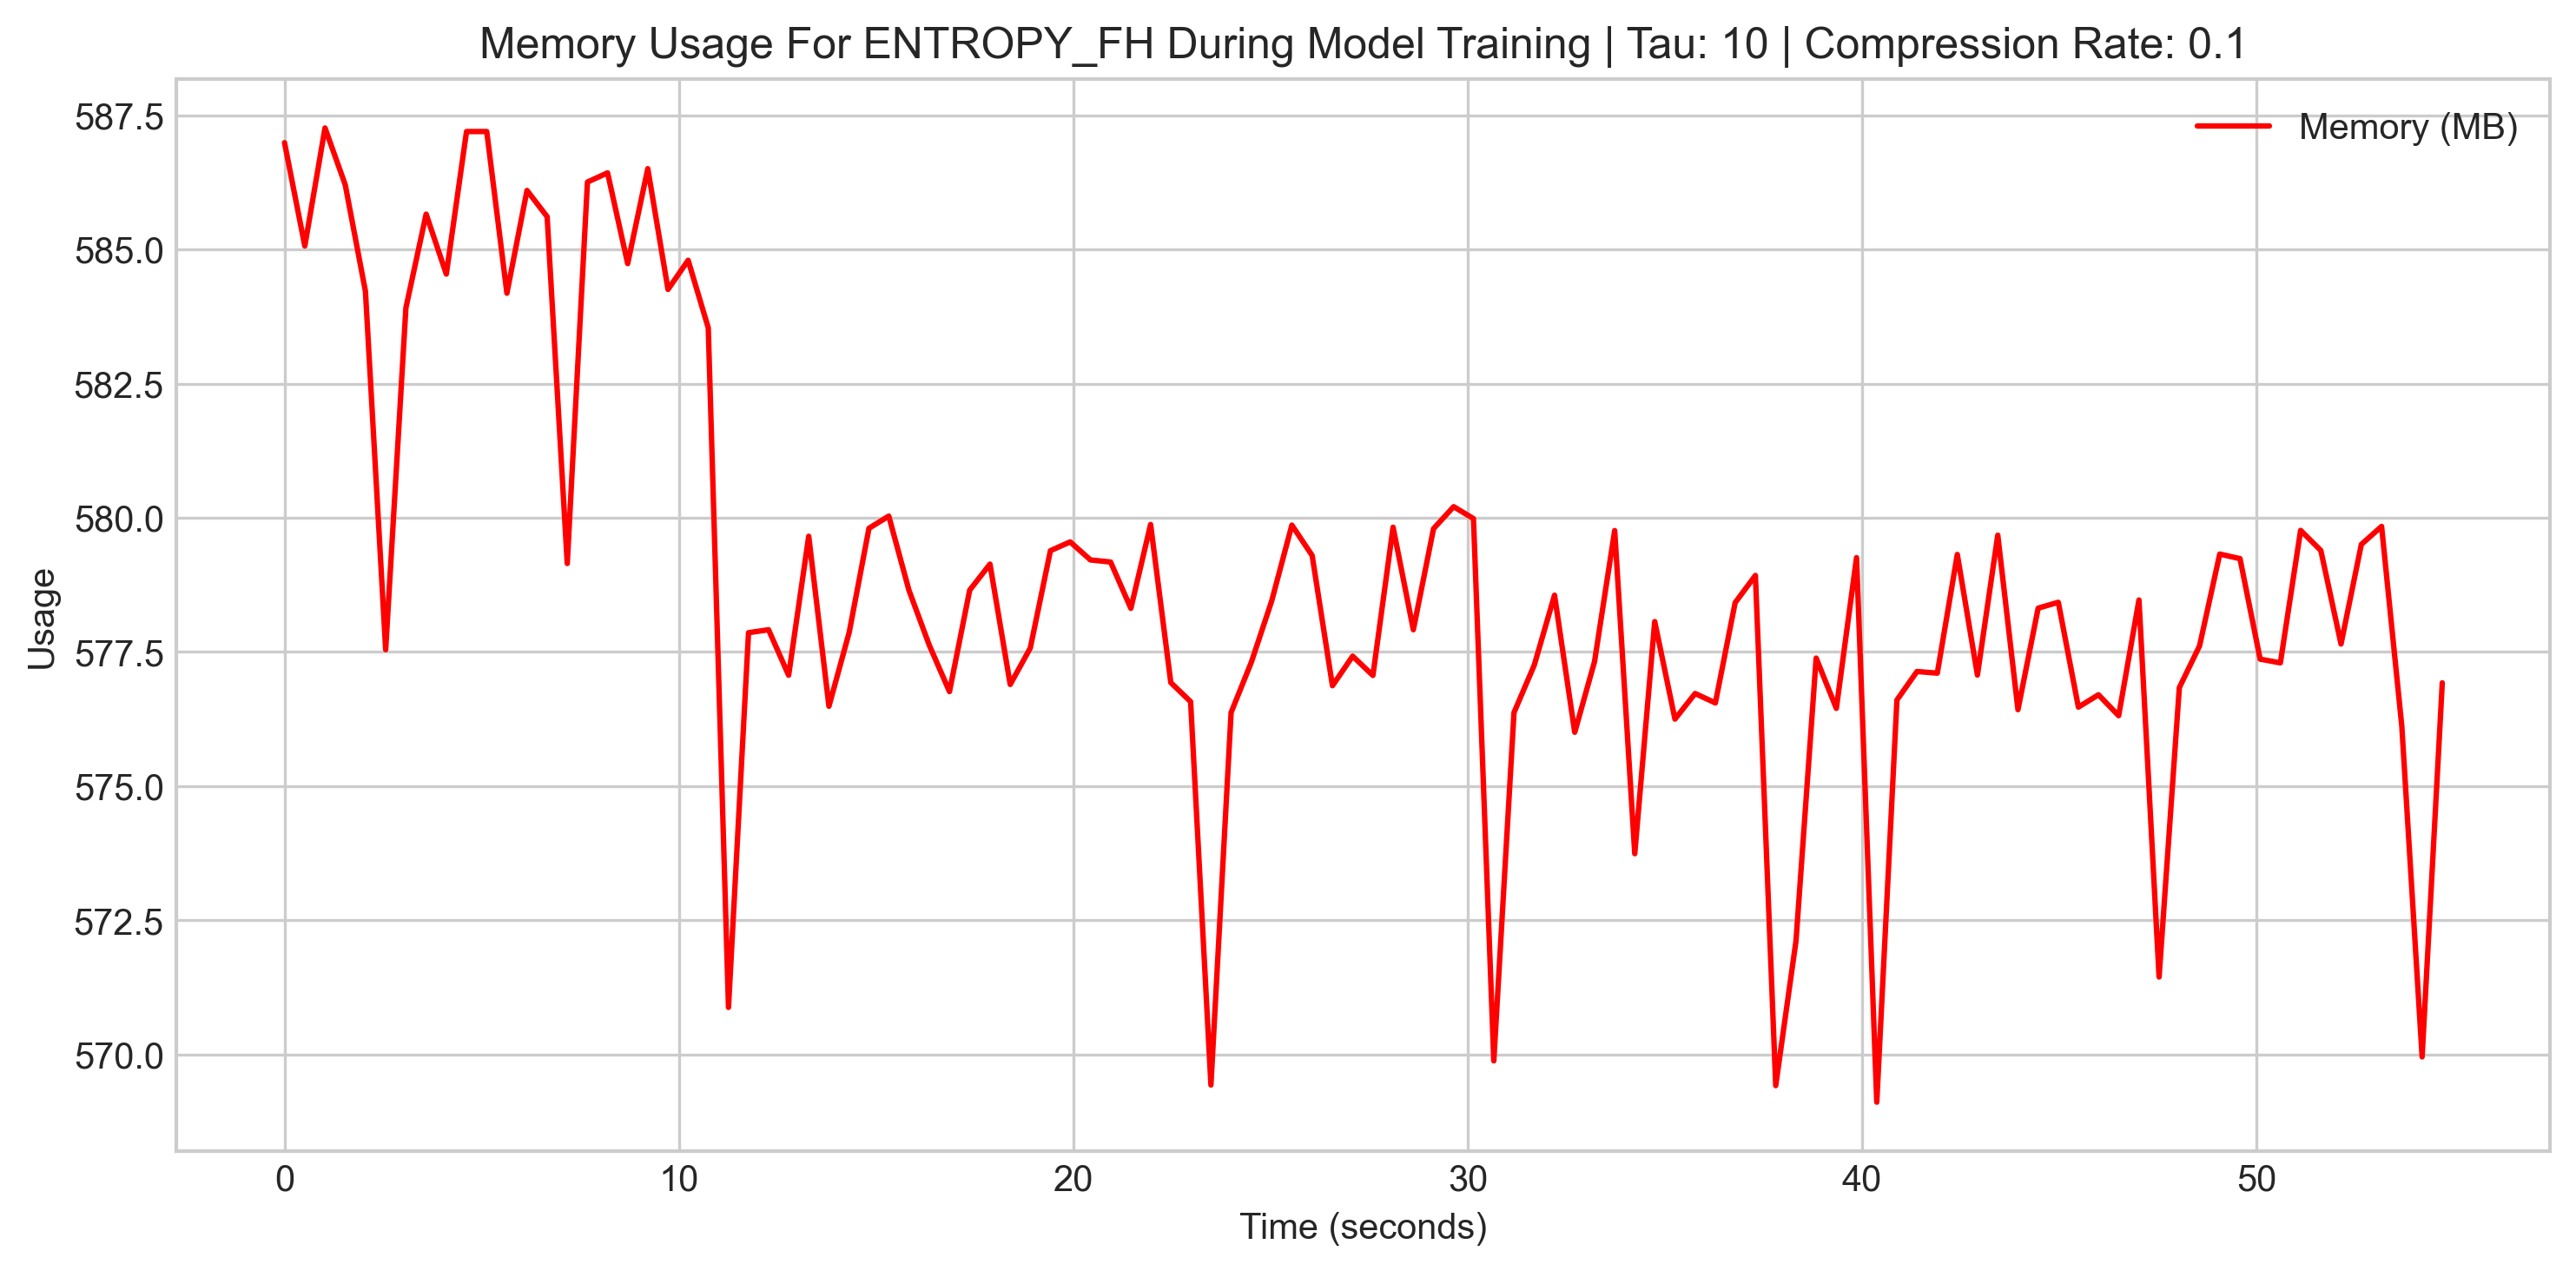 Memory Usage For ENTROPY_FH During Model Training | Tau: 10 | Compression Rate: 0.1
Memory (MB)
587.5
585.0
582.5
580.0
577.5
575.0
572.5
570.0
Usage
0 10 20 30 40 50
Time (seconds)